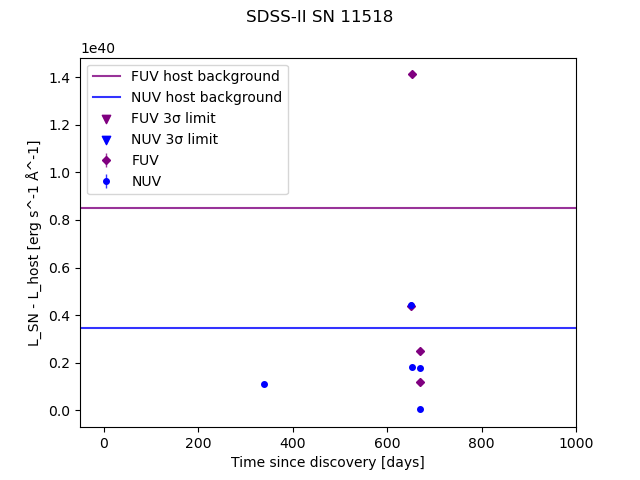 SDSS-II SN 11518
1e40
FUV host background
NUV host background
FUV 3σ limit
NUV 3σ limit
FUV
NUV
1.4
1.2
1.0
0.8
0.6
0.4
0.2
0.0
L_SN - L_host [erg s^-1 Å^-1]
0 200 400 600 800 1000
Time since discovery [days]